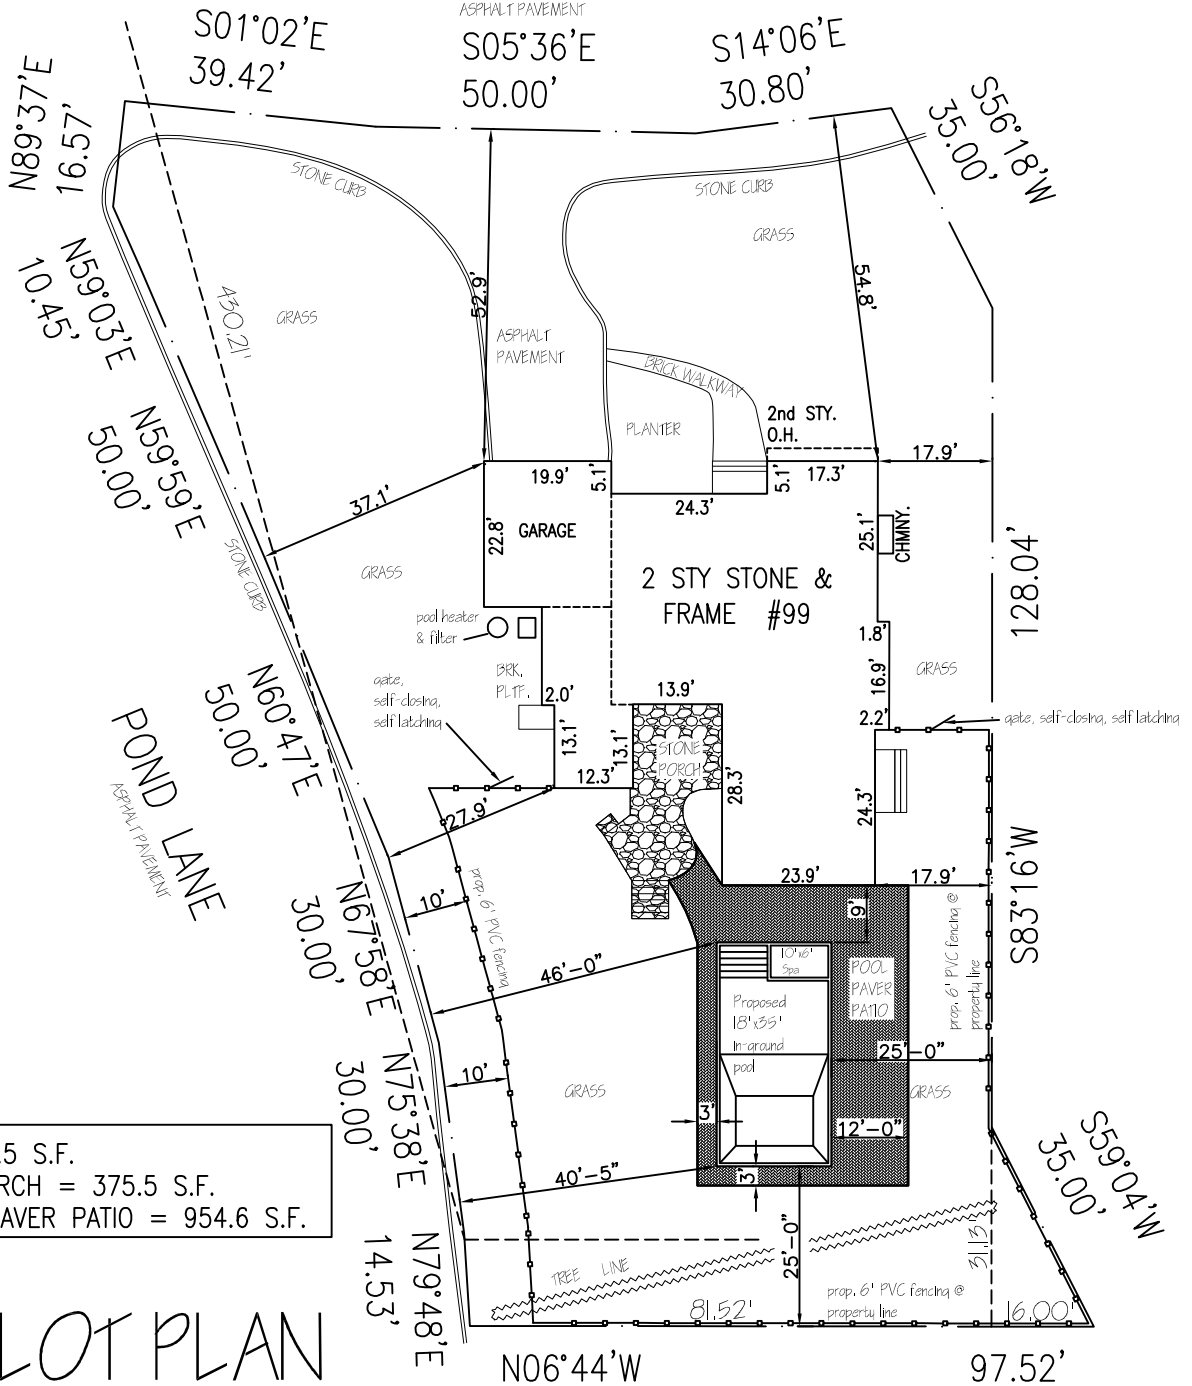 ASPHALT PAVEMENT
S01°02'E
39.42'
S05°36'E
50.00'
S14°06'E
30.80'
S56°18'W
35.00'
N89°37'E
16.57'
STONE CURB
STONE CURB
GRASS
N59°03'E
10.45'
430.21'
GRASS
52.9'
54.8'
ASPHALT
PAVEMENT
BRICK WALKWAY
PLANTER
2nd STY.
O.H.
N59°59'E
50.00'
37.1'
19.9'
5.1'
24.3'
5.1'
17.3'
17.9'
22.8'
GARAGE
25.1'
CHMNY.
STONE CURB
GRASS
2 STY STONE &
FRAME #99
128.04'
pool heater
& filter
1.8'
GRASS
16.9'
BRK.
PLTF.
N60°47'E
50.00'
gate,
self-closing,
self latching
2.0'
13.9'
2.2'
gate, self-closing, self latching
POND LANE
ASPHALT PAVEMENT
13.1'
13.1'
STONE
PORCH
12.3'
28.3'
24.3'
27.9'
S83°16'W
23.9'
17.9'
prop. 6' PVC fencing
10'
9'
N67°58'E
30.00'
46'-0"
10'x6'
Spa
POOL
PAVER
PATIO
prop. 6' PVC fencing @
property line
Proposed
18'x35'
in-ground
pool
25'-0"
N75°38'E
30.00'
10'
GRASS
GRASS
3'
12'-0"
S59°04'W
35.00'
.5 S.F.
RCH = 375.5 S.F.
AVER PATIO = 954.6 S.F.
40'-5"
3'
N79°48'E
14.53'
25'-0"
31.13'
TREE LINE
prop. 6' PVC fencing @
property line
81.52'
16.00'
LOT PLAN
N06°44'W
97.52'